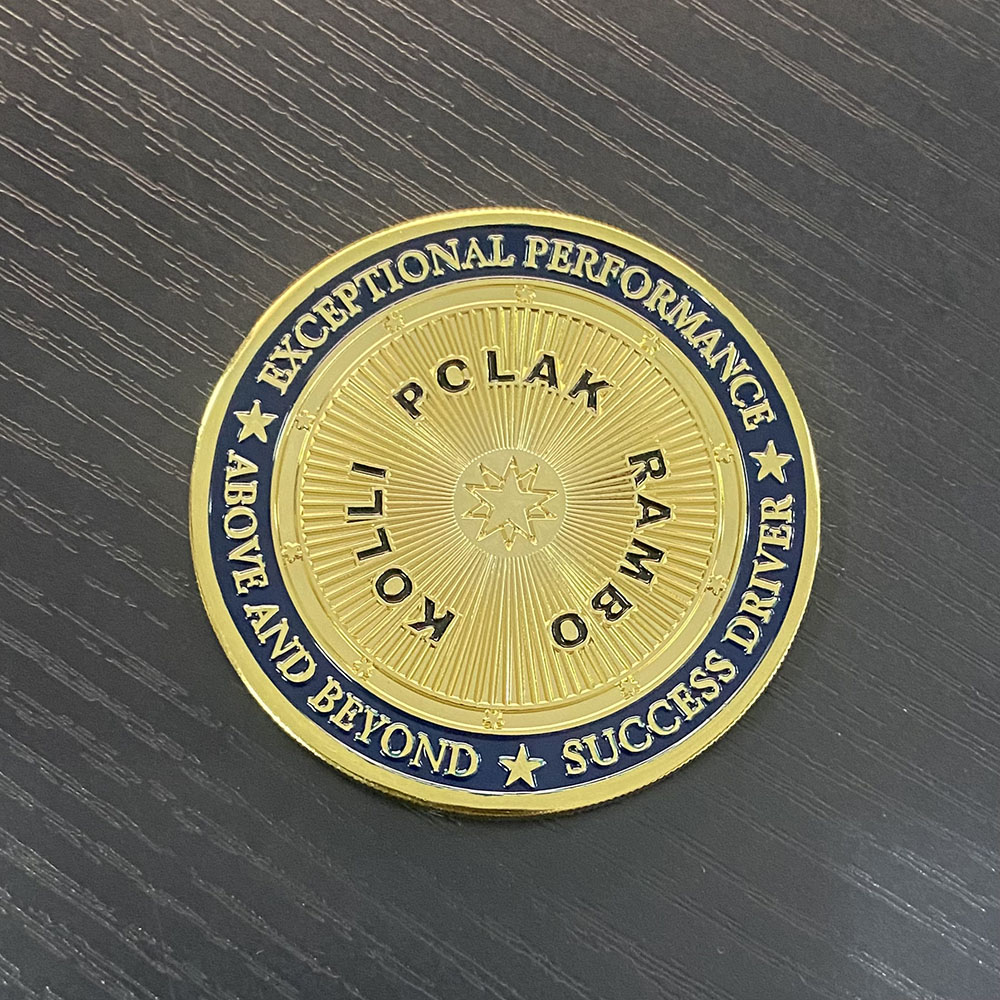 EXCEPTIONAL PERFORMANCE
SUCCESS DRIVER
ABOVE AND BEYOND
PCLAK
RAMBO
KOLLI